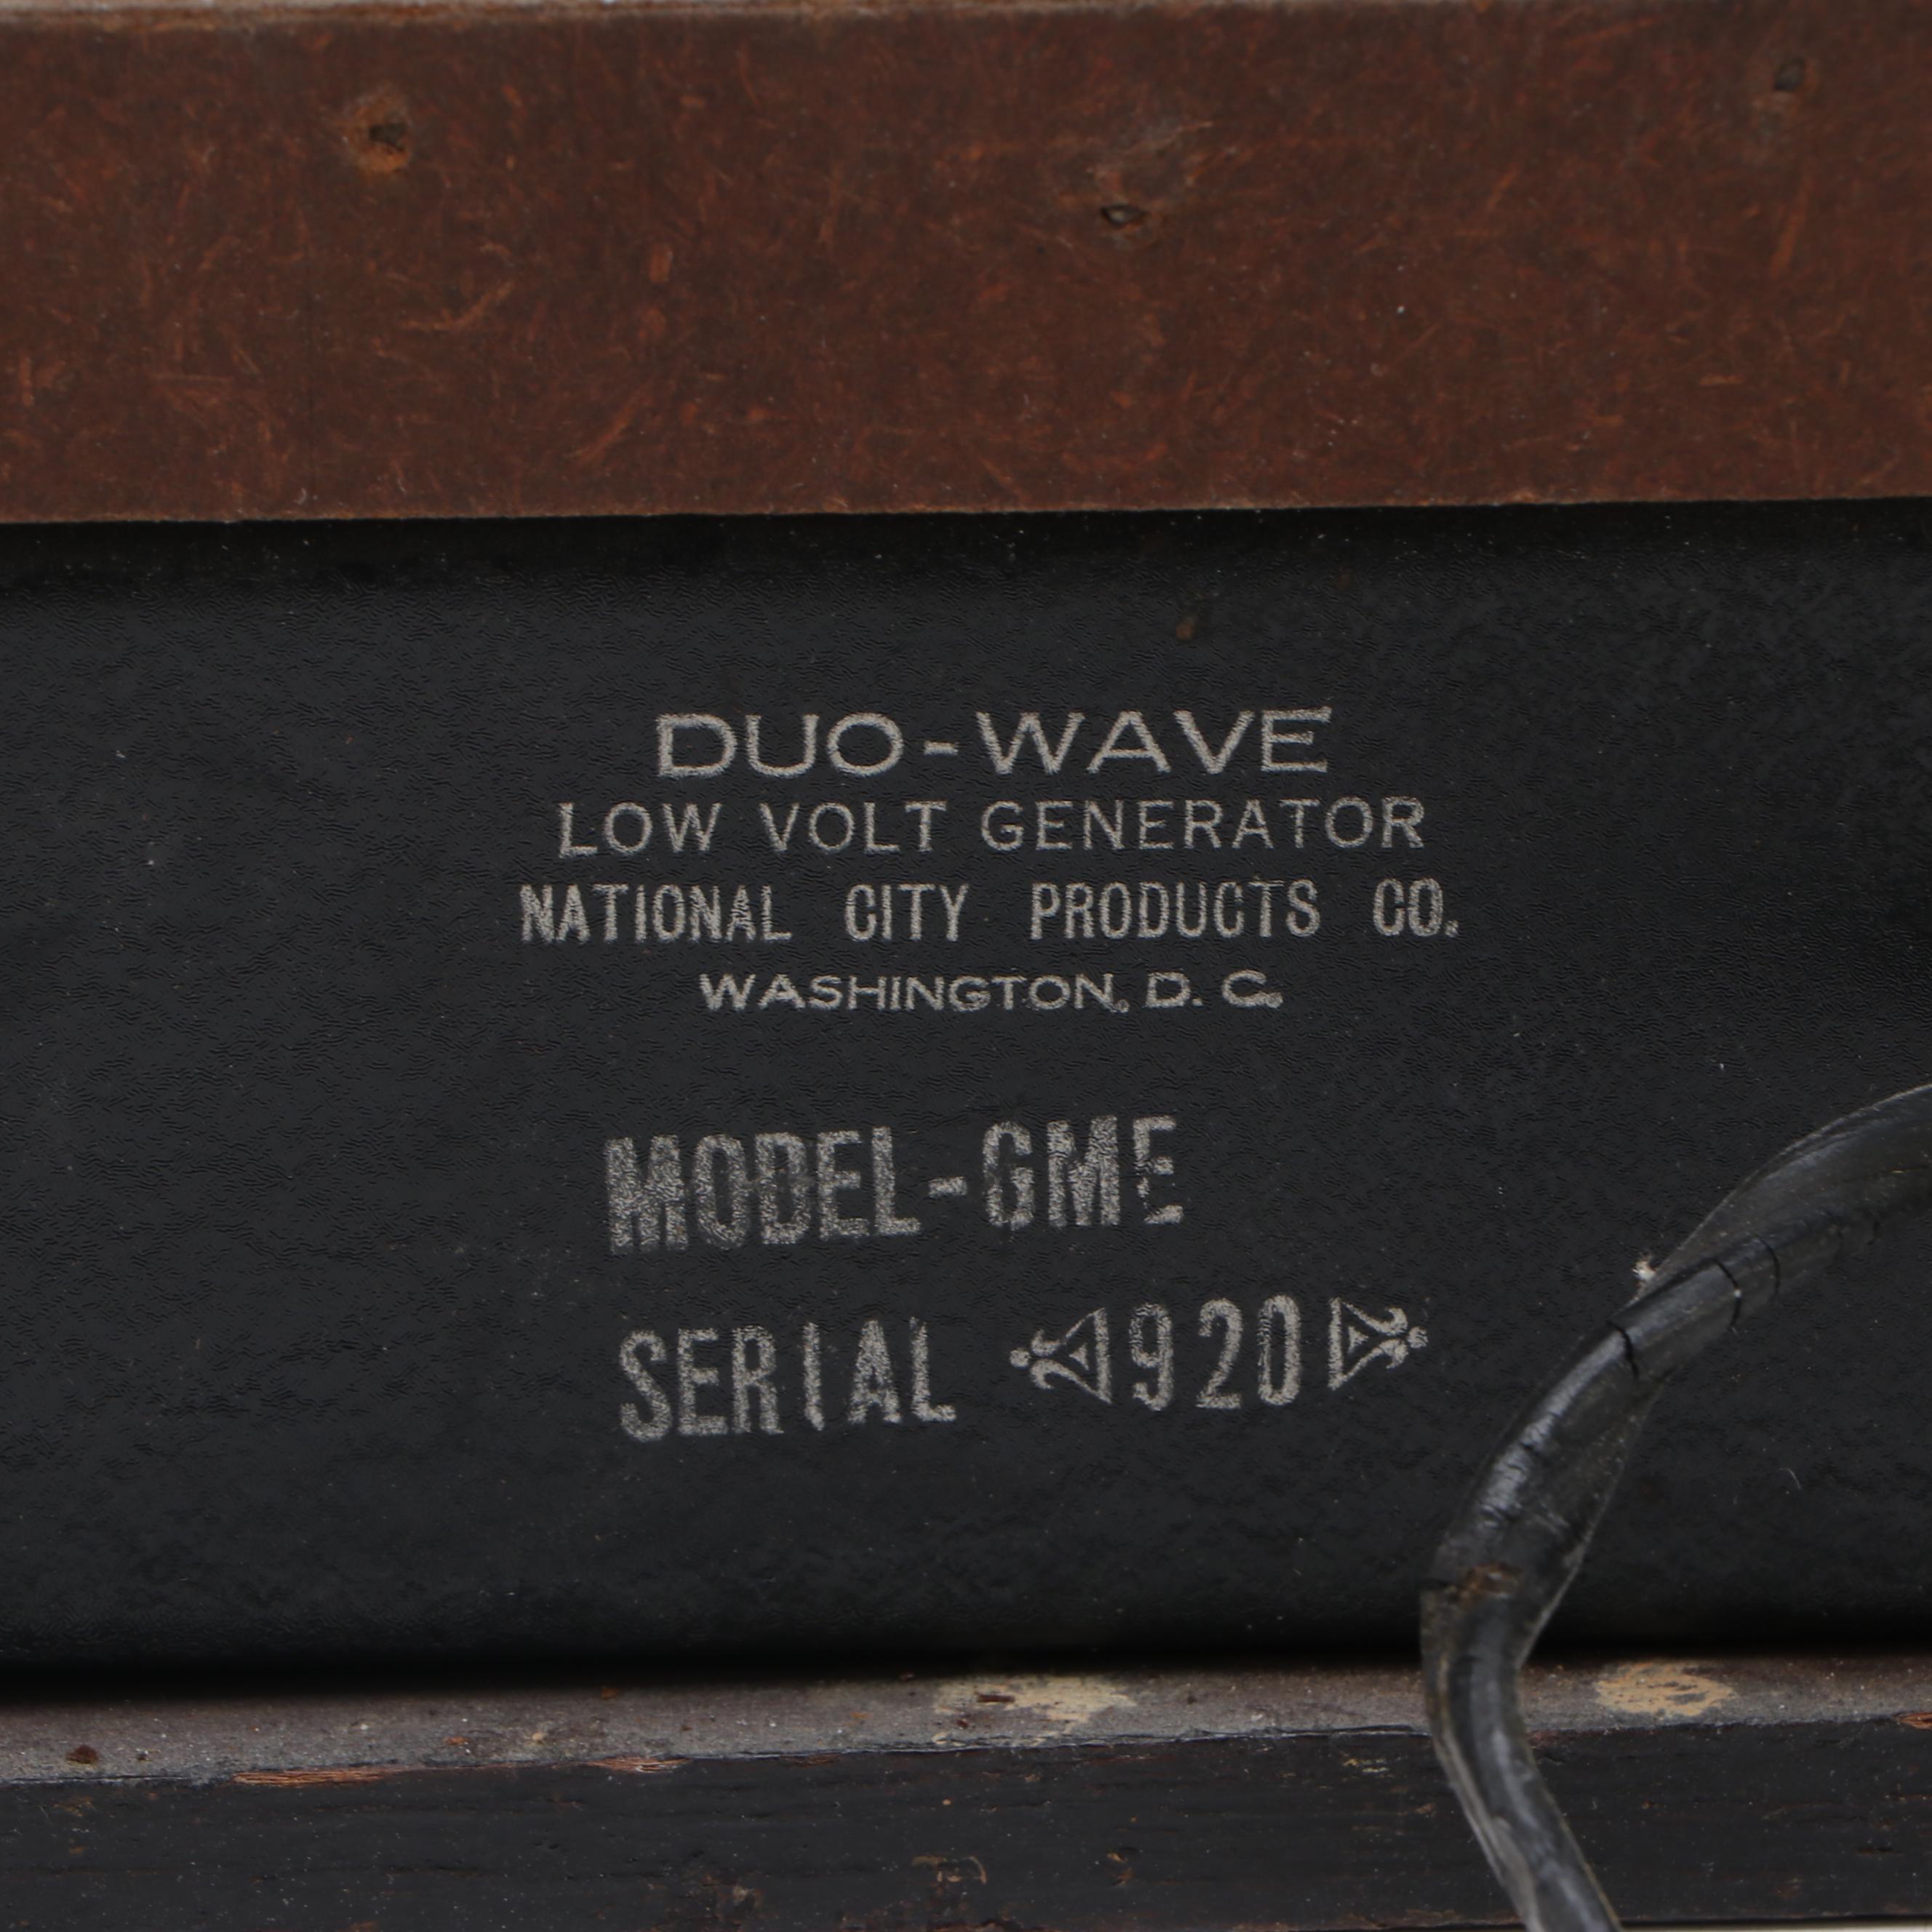 DUO-WAVE
LOW VOLT GENERATOR
NATIONAL CITY PRODUCTS CO.
WASHINGTON, D. C.
MODEL-GME
SERIAL 920